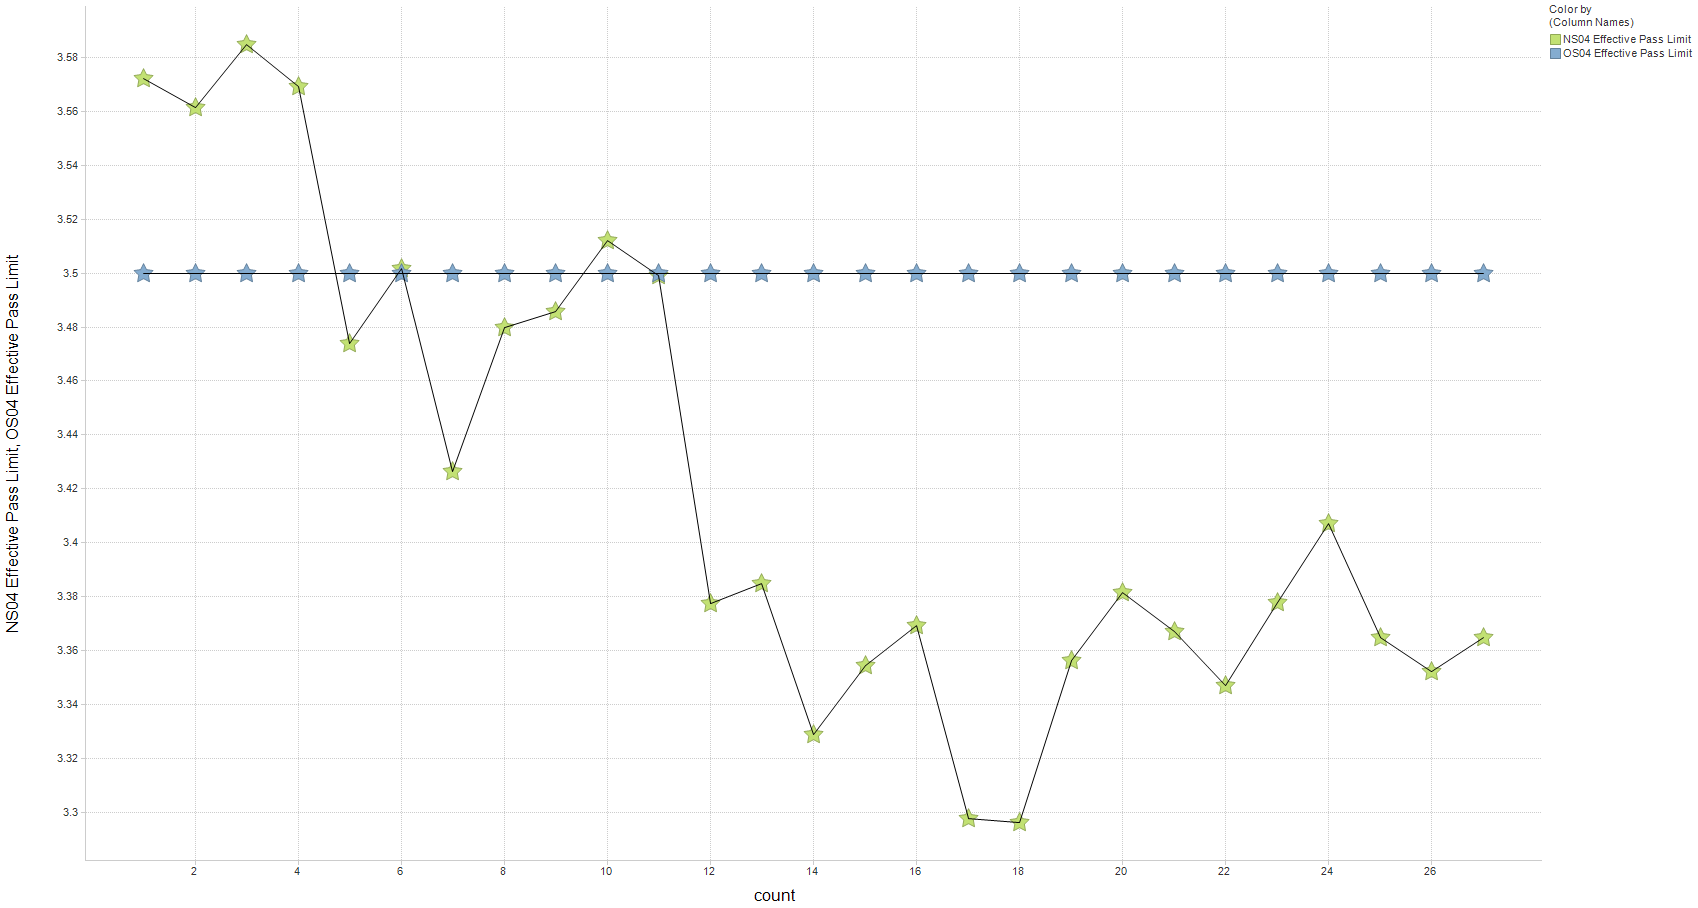 Color by
(Column Names)
NS04 Effective Pass Limit
OS04 Effective Pass Limit
NS04 Effective Pass Limit, OS04 Effective Pass Limit
3.58
3.56
3.54
3.52
3.5
3.48
3.46
3.44
3.42
3.4
3.38
3.36
3.34
3.32
3.3
2 4 6 8 10 12 14 16 18 20 22 24 26
count